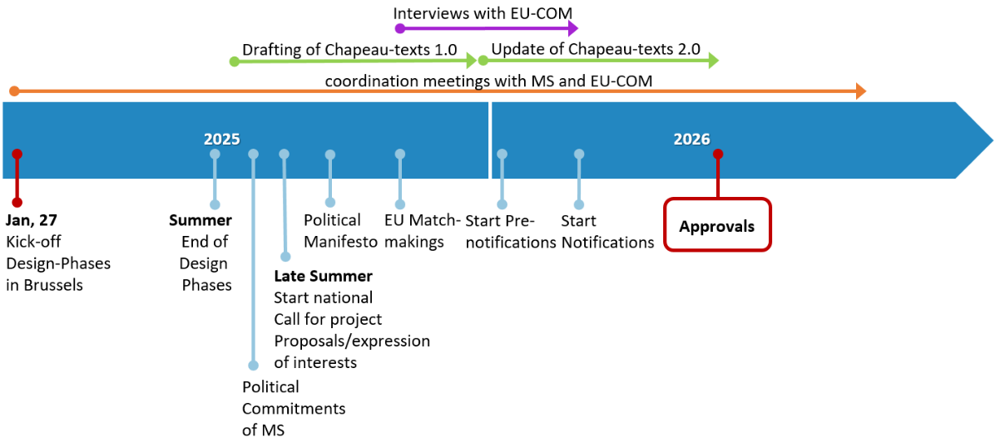 Interviews with EU-COM
Drafting of Chapeau-texts 1.0
Update of Chapeau-texts 2.0
coordination meetings with MS and EU-COM
2025
2026
Jan, 27
Kick-off
Design-Phases
in Brussels
Summer
End of
Design
Phases
Political
Commitments
of MS
Late Summer
Start national
Call for project
Proposals/expression
of interests
Political
Manifesto
EU Match-
makings
Start Pre-
notifications
Start
Notifications
Approvals